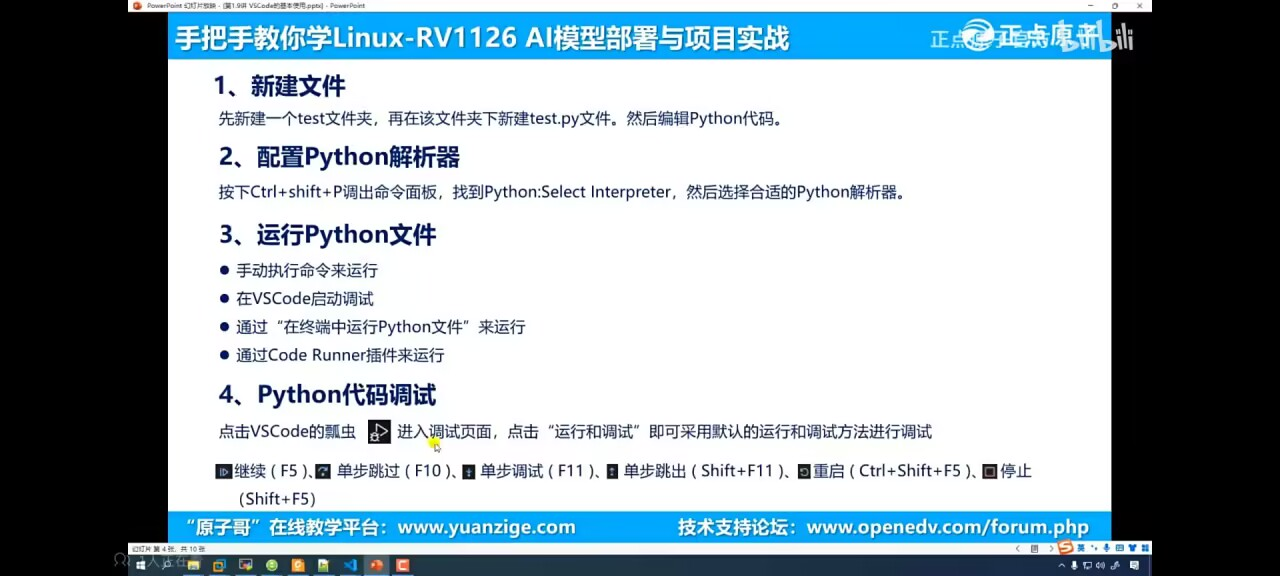 PowerPoint 幻灯片放映 - [第1.9讲 VSCode的基本使用.pptx] - PowerPoint
手把手教你学Linux-RV1126 AI模型部署与项目实战
正点原子
bilibili
1、新建文件
先新建一个test文件夹，再在该文件夹下新建test.py文件。然后编辑Python代码。
2、配置Python解析器
按下Ctrl+shift+P调出命令面板，找到Python:Select Interpreter，然后选择合适的Python解析器。
3、运行Python文件
● 手动执行命令来运行
● 在VSCode启动调试
● 通过“在终端中运行Python文件”来运行
● 通过Code Runner插件来运行
4、Python代码调试
点击VSCode的瓢虫 进入调试页面，点击“运行和调试”即可采用默认的运行和调试方法进行调试
继续（F5）、 单步跳过（F10）、 单步调试（F11）、 单步跳出（Shift+F11）、 重启（Ctrl+Shift+F5）、 停止
（Shift+F5）
“原子哥”在线教学平台：www.yuanzige.com
技术支持论坛：www.openedv.com/forum.php
幻灯片 第 4 张，共 10 张
英